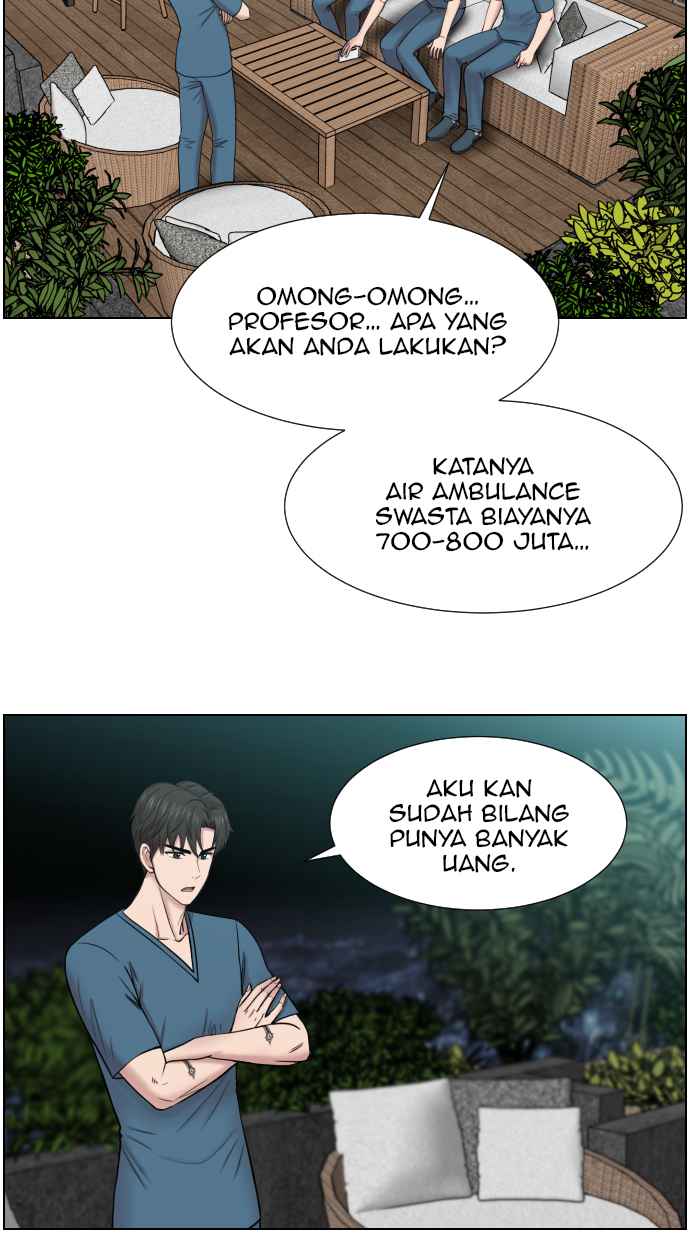 OMONG-OMONG...
PROFESOR... APA YANG
AKAN ANDA LAKUKAN?
KATANYA
AIR AMBULANCE
SWASTA BIAYANYA
700-800 JUTA...
AKU KAN
SUDAH BILANG
PUNYA BANYAK
UANG.